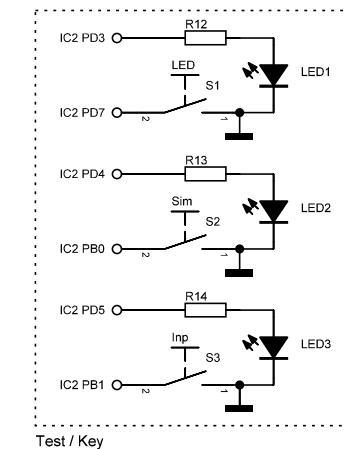 R12
IC2 PD3
LED
LED1
S1
IC2 PD7
2
1
R13
IC2 PD4
Sim
LED2
S2
IC2 PB0
2
1
R14
IC2 PD5
Inp
LED3
S3
IC2 PB1
2
1
Test / Key